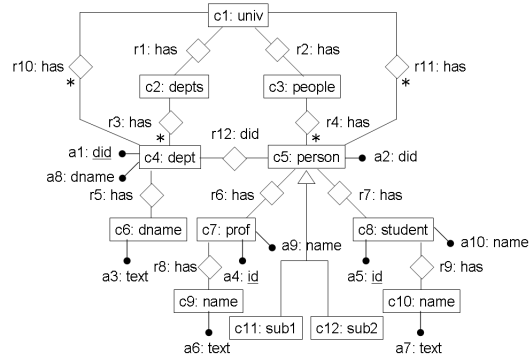 c1: univ
r1: has
r2: has
r10: has
r11: has
*
*
c2: depts
c3: people
r3: has
r4: has
*
*
r12: did
a1: did
c4: dept
c5: person
a2: did
a8: dname
r5: has
r6: has
r7: has
c6: dname
c7: prof
c8: student
a9: name
a10: name
a3: text
r8: has
a4: id
a5: id
r9: has
c9: name
c10: name
c11: sub1
c12: sub2
a6: text
a7: text